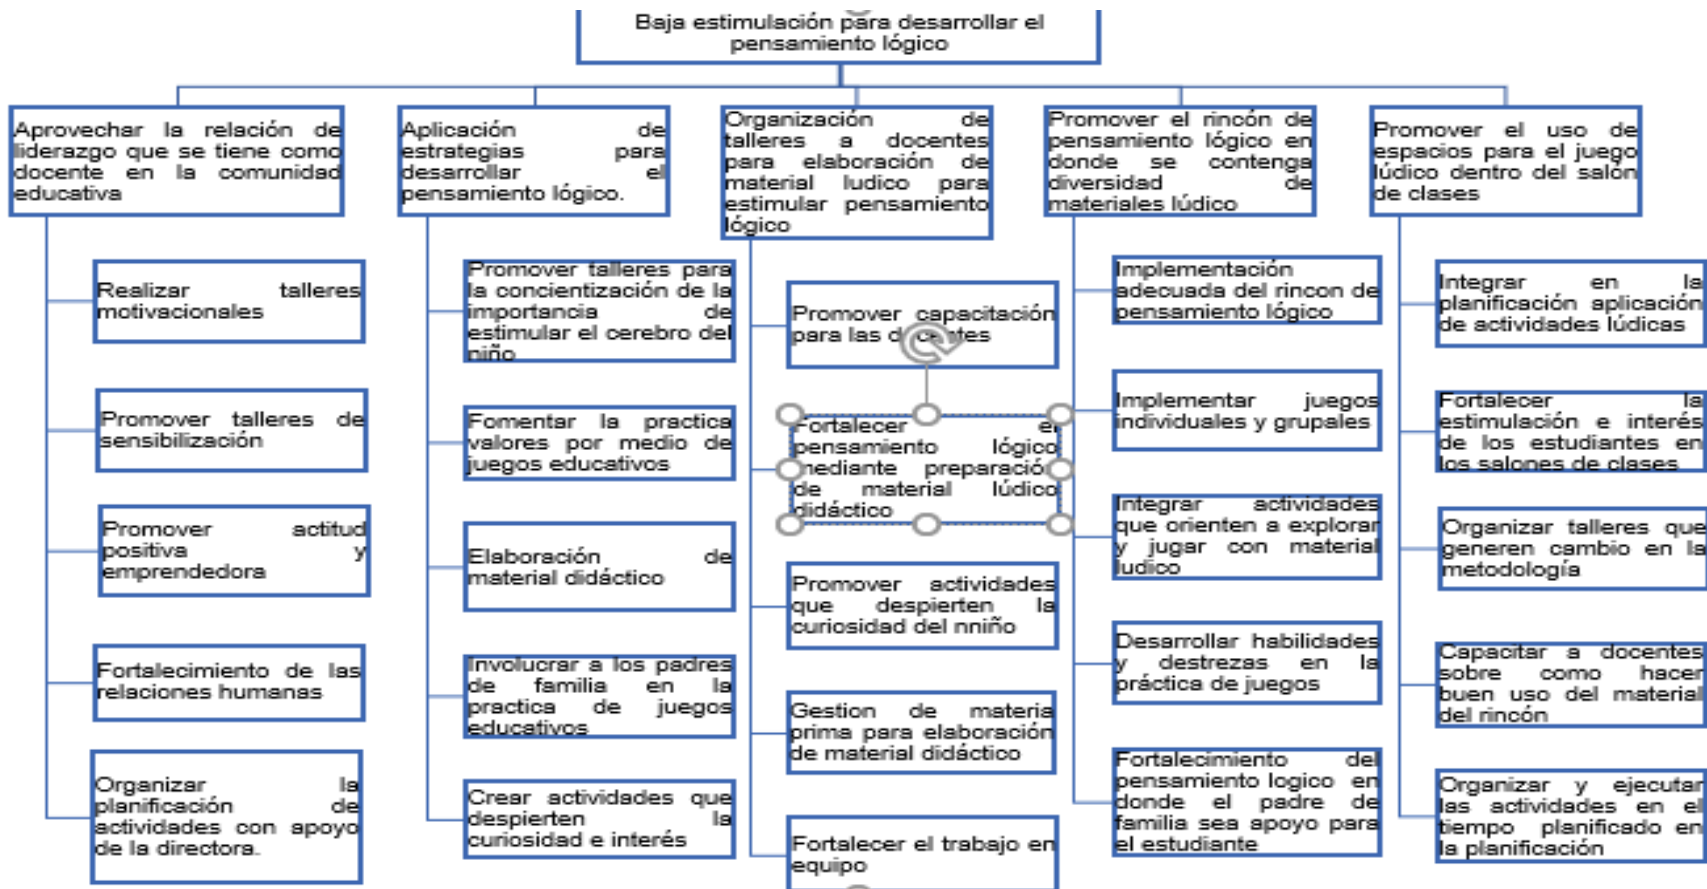 Baja estimulación para desarrollar el
pensamiento lógico
Aprovechar la relación de
liderazgo que se tiene como
docente en la comunidad
educativa
Realizar talleres
motivacionales
Promover talleres de
sensibilización
Promover actitud
positiva y
emprendedora
Fortalecimiento de las
relaciones humanas
Organizar la
planificación de
actividades con apoyo
de la directora.
Aplicación de
estrategias para
desarrollar el
pensamiento lógico.
Promover talleres para
la concientización de la
importancia de
estimular el cerebro del
niño
Fomentar la practica
valores por medio de
juegos educativos
Elaboración de
material didáctico
Involucrar a los padres
de familia en la
practica de juegos
educativos
Crear actividades que
despierten la
curiosidad e interés
Organización de
talleres a docentes
para elaboración de
material ludico para
estimular pensamiento
lógico
Promover capacitación
para las docentes
Fortalecer el
pensamiento lógico
mediante preparación
de material lúdico
didáctico
Promover actividades
que despierten la
curiosidad del nniño
Gestion de materia
prima para elaboración
de material didáctico
Fortalecer el trabajo en
equipo
Promover el rincón de
pensamiento lógico en
donde se contenga
diversidad de
materiales lúdico
Implementación
adecuada del rincon de
pensamiento lógico
Implementar juegos
individuales y grupales
Integrar actividades
que orienten a explorar
y jugar con material
ludico
Desarrollar habilidades
y destrezas en la
práctica de juegos
Fortalecimiento del
pensamiento logico en
donde el padre de
familia sea apoyo para
el estudiante
Promover el uso de
espacios para el juego
lúdico dentro del salón
de clases
Integrar en la
planificación aplicación
de actividades lúdicas
Fortalecer la
estimulación e interés
de los estudiantes en
los salones de clases
Organizar talleres que
generen cambio en la
metodología
Capacitar a docentes
sobre como hacer
buen uso del material
del rincón
Organizar y ejecutar
las actividades en el
tiempo planificado en
la planificación